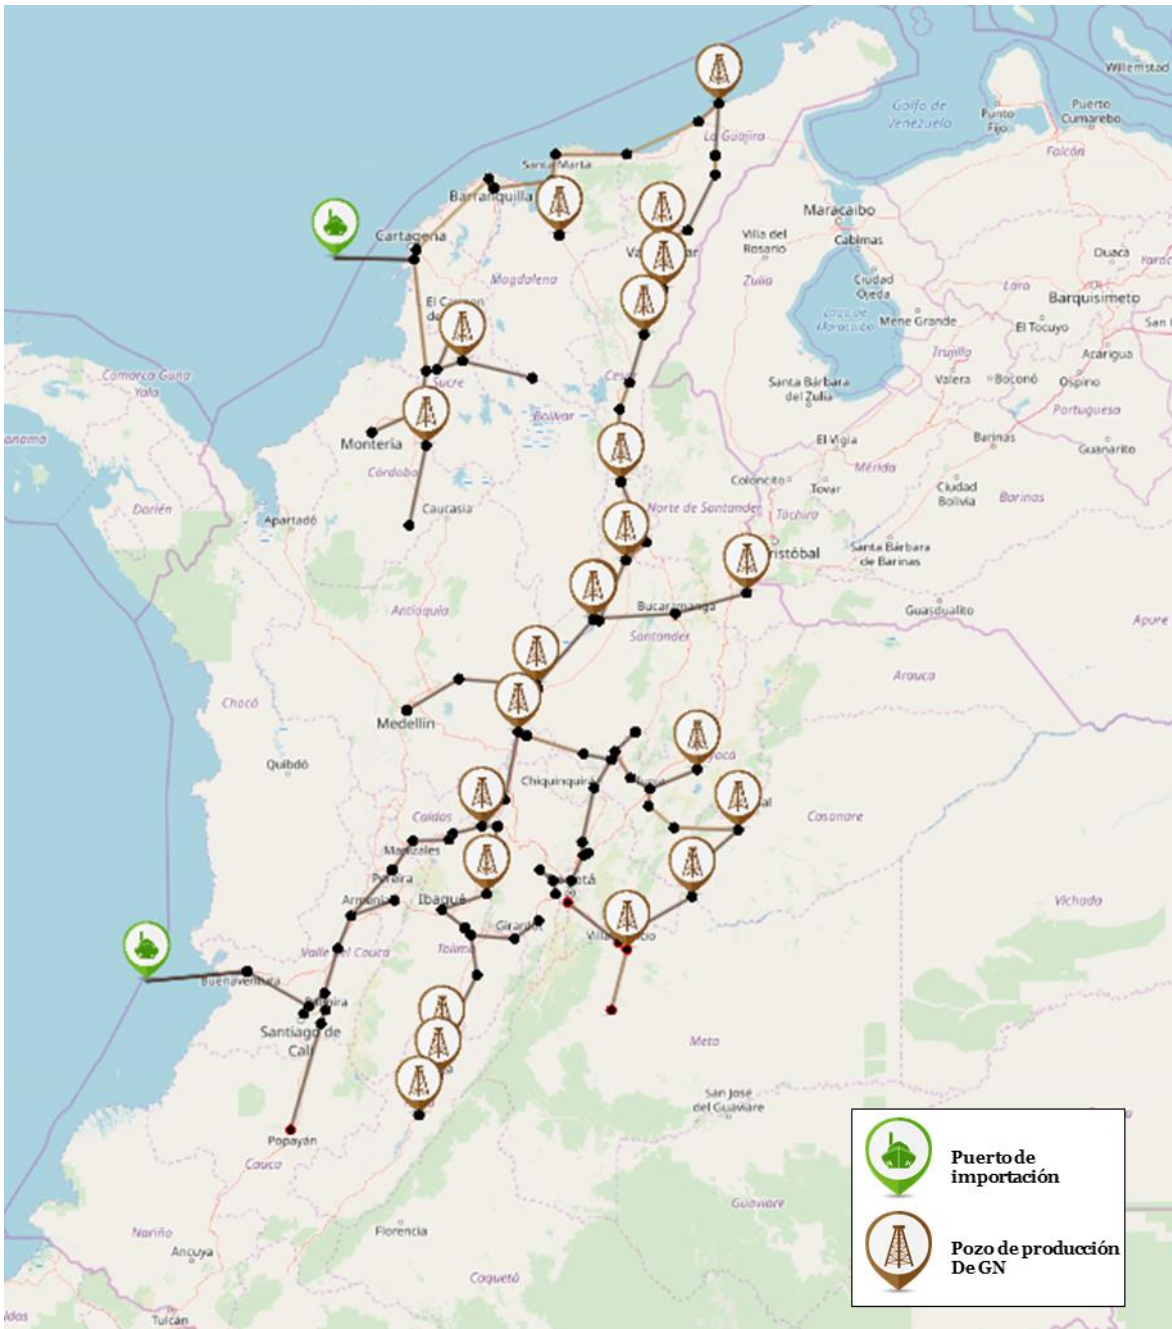 Willemstad
Golfo de
Venezuela
Punto
Fijo
Puerto
Cumarebo
La Guajira
Falcón
Santa Marta
Barranquilla
Maracaibo
Cartagena
Villa del
Rosario
Cabimas
Duaca
Magdalena
Zulia
Ciudad
Ojeda
Lara
Barquisimeto
Lago de
Maracaibo
Mene Grande
El Tocuyo
San
Acarigua
Trujillo
Comarca Guna
Yala
Sucre
Cesar
Santa Bárbara
del Zulia
Valera
Boconó
Ospino
Bolívar
Portuguesa
Montería
El Vigía
Barinas
Guanarito
Córdoba
Mérida
Coloncito
Tovar
Ciudad
Bolivia
Barinas
Darién
Caucasia
Norte de Santander
Táchira
Apartadó
ristóbal
Santa Bárbara
de Barinas
Antioquia
Bucaramanga
Guasdualito
Apure
Santander
Arauca
Chocó
Medellín
Quibdó
Chiquinquirá
Caldas
Casanare
Manizales
Pereira
Armenia
Ibagué
Vichada
Girardot
Valle del Cauca
Tolima
Buenaventura
Santiago de
Cali
Meta
San José
del Guaviare
Popayán
Cauca
Puerto de
importación
Guaviare
Nariño
Florencia
Ancuya
Pozo de producción
De GN
Caquetá
Tulcán